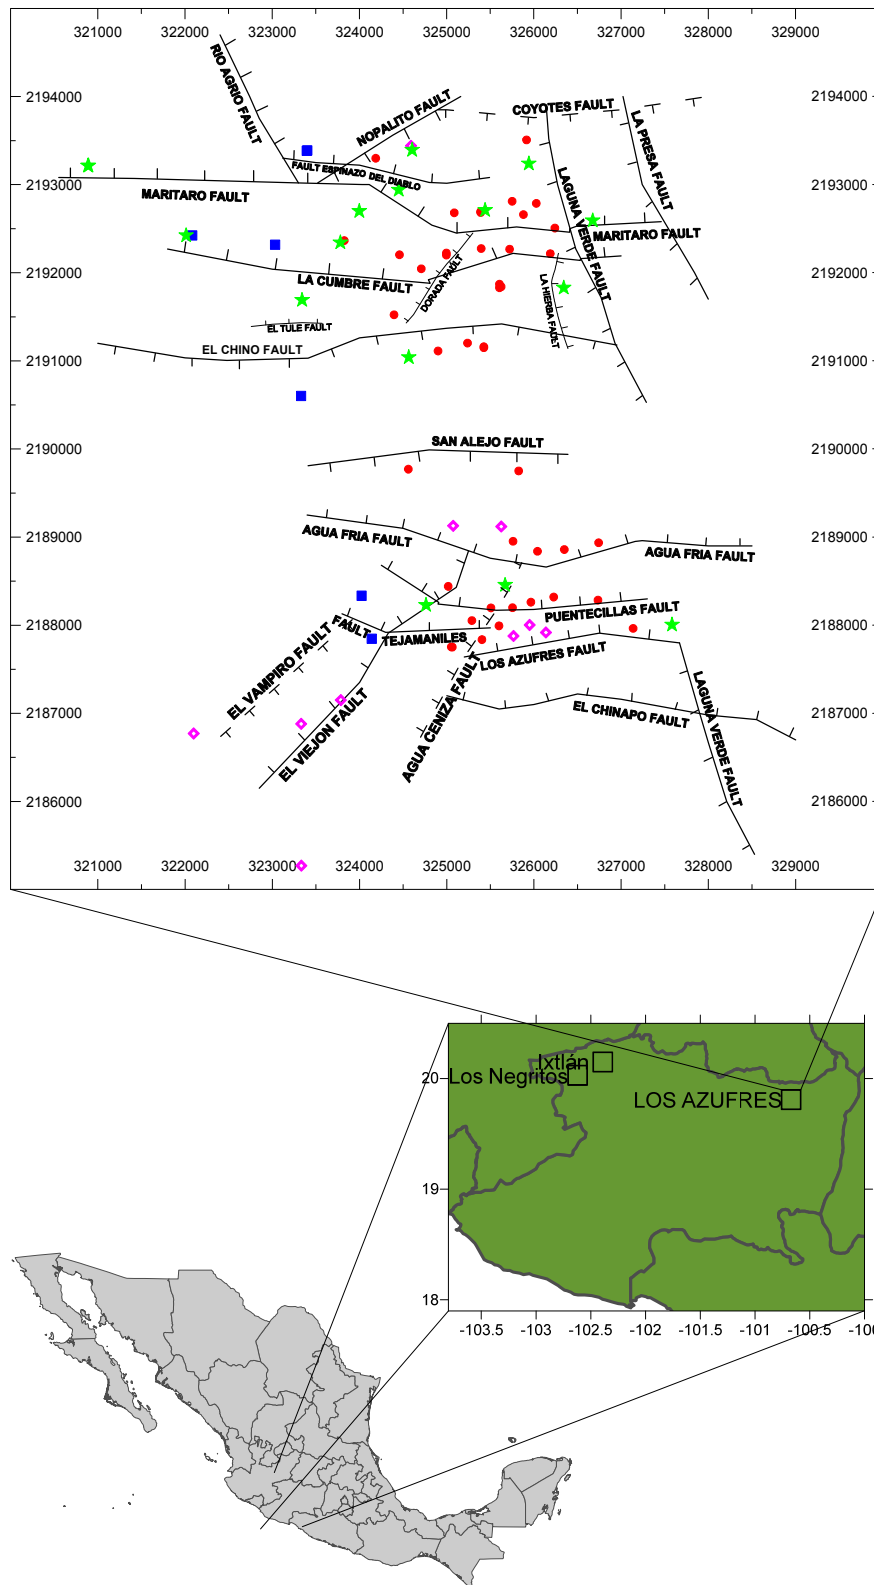 321000 322000 323000 324000 325000 326000 327000 328000 329000
RIO AGRIO FAULT
NOPALITO FAULT
COYOTES FAULT
LA PRESA FAULT
2194000 2194000
FAULT ESPINAZO DEL DIABLO
LAGUNA VERDE FAULT
2193000 2193000
MARITARO FAULT
MARITARO FAULT
2192000 2192000
LA CUMBRE FAULT
DORADA FAULT
LA HIERBA FAULT
EL TULE FAULT
EL CHINO FAULT
2191000 2191000
SAN ALEJO FAULT
2190000 2190000
2189000 2189000
AGUA FRIA FAULT
AGUA FRIA FAULT
PUENTECILLAS FAULT
2188000 2188000
FAULT
TEJAMANILES
LOS AZUFRES FAULT
EL VAMPIRO FAULT
EL VIEJON FAULT
AGUA CENIZA FAULT
EL CHINAPO FAULT
LAGUNA VERDE FAULT
2187000 2187000
2186000 2186000
321000 322000 323000 324000 325000 326000 327000 328000 329000
Ixtlán
Los Negritos
LOS AZUFRES
20
19
18
-103.5 -103 -102.5 -102 -101.5 -101 -100.5 -100